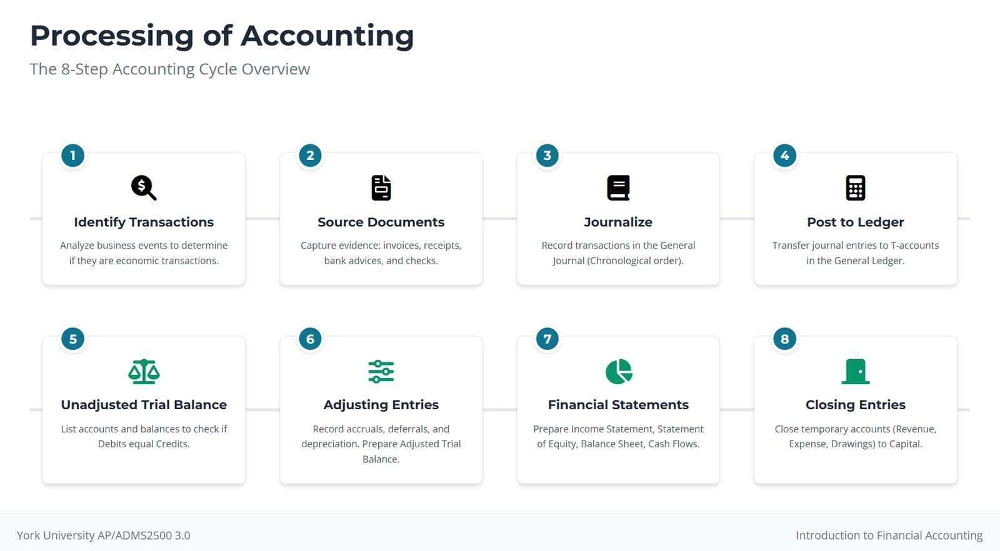 Processing of Accounting
The 8-Step Accounting Cycle Overview
1
Identify Transactions
Analyze business events to determine
if they are economic transactions.
2
Source Documents
Capture evidence: invoices, receipts,
bank advices, and checks.
3
Journalize
Record transactions in the General
Journal (Chronological order).
4
Post to Ledger
Transfer journal entries to T-accounts
in the General Ledger.
5
Unadjusted Trial Balance
List accounts and balances to check if
Debits equal Credits.
6
Adjusting Entries
Record accruals, deferrals, and
depreciation. Prepare Adjusted Trial
Balance.
7
Financial Statements
Prepare Income Statement, Statement
of Equity, Balance Sheet, Cash Flows.
8
Closing Entries
Close temporary accounts (Revenue,
Expense, Drawings) to Capital.
York University AP/ADMS2500 3.0
Introduction to Financial Accounting